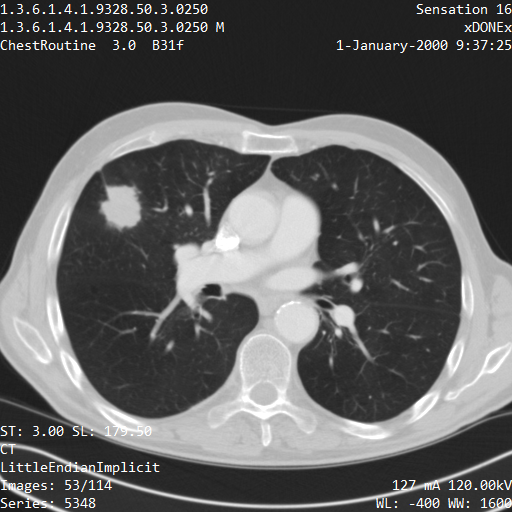 1.3.6.1.4.1.9328.50.3.0250
Sensation 16
1.3.6.1.4.1.9328.50.3.0250 M
xDONEx
ChestRoutine 3.0 B31f
1-January-2000 9:37:25
ST: 3.00 SL: 179.50
CT
LittleEndianImplicit
Images: 53/114
127 mA 120.00kV
Series: 5348
WL: -400 WW: 1600